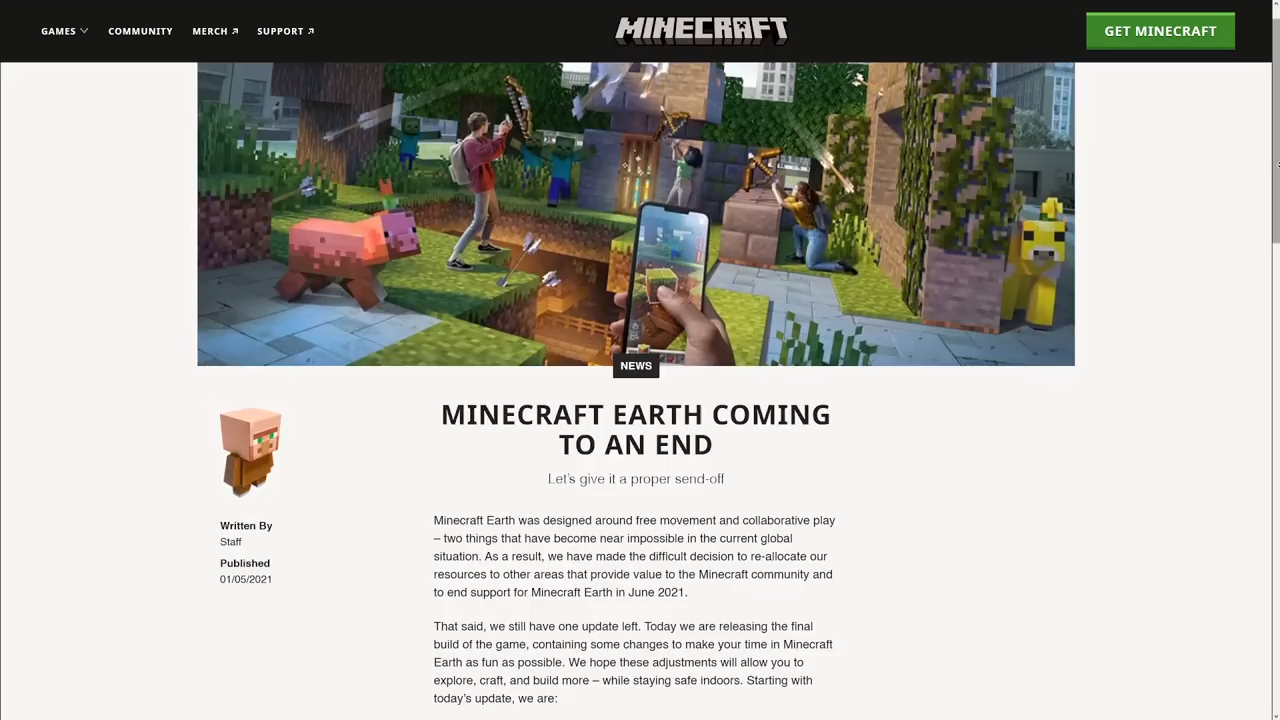 GAMES COMMUNITY MERCH SUPPORT MINECRAFT GET MINECRAFT
NEWS
MINECRAFT EARTH COMING
TO AN END
Let's give it a proper send-off
Written By
Staff
Published
01/05/2021
Minecraft Earth was designed around free movement and collaborative play
– two things that have become near impossible in the current global
situation. As a result, we have made the difficult decision to re-allocate our
resources to other areas that provide value to the Minecraft community and
to end support for Minecraft Earth in June 2021.
That said, we still have one update left. Today we are releasing the final
build of the game, containing some changes to make your time in Minecraft
Earth as fun as possible. We hope these adjustments will allow you to
explore, craft, and build more – while staying safe indoors. Starting with
today's update, we are: